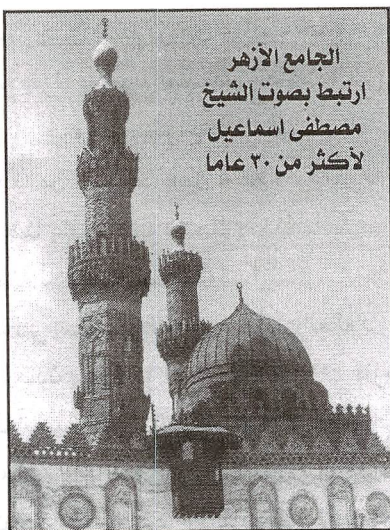 الجامع الأزهر
ارتبط بصوت الشيخ
مصطفى اسماعيل
لأكثر من ٣٠ عاما